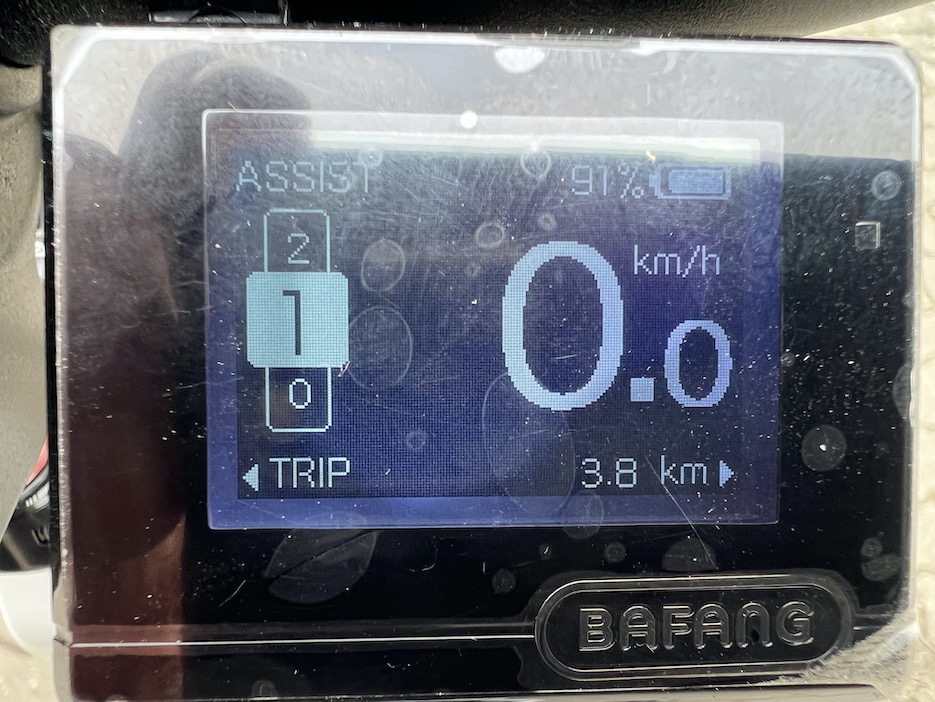 ASSIST 91%
2
km/h
1 0.0
0
TRIP 3.8 km
BAFANG